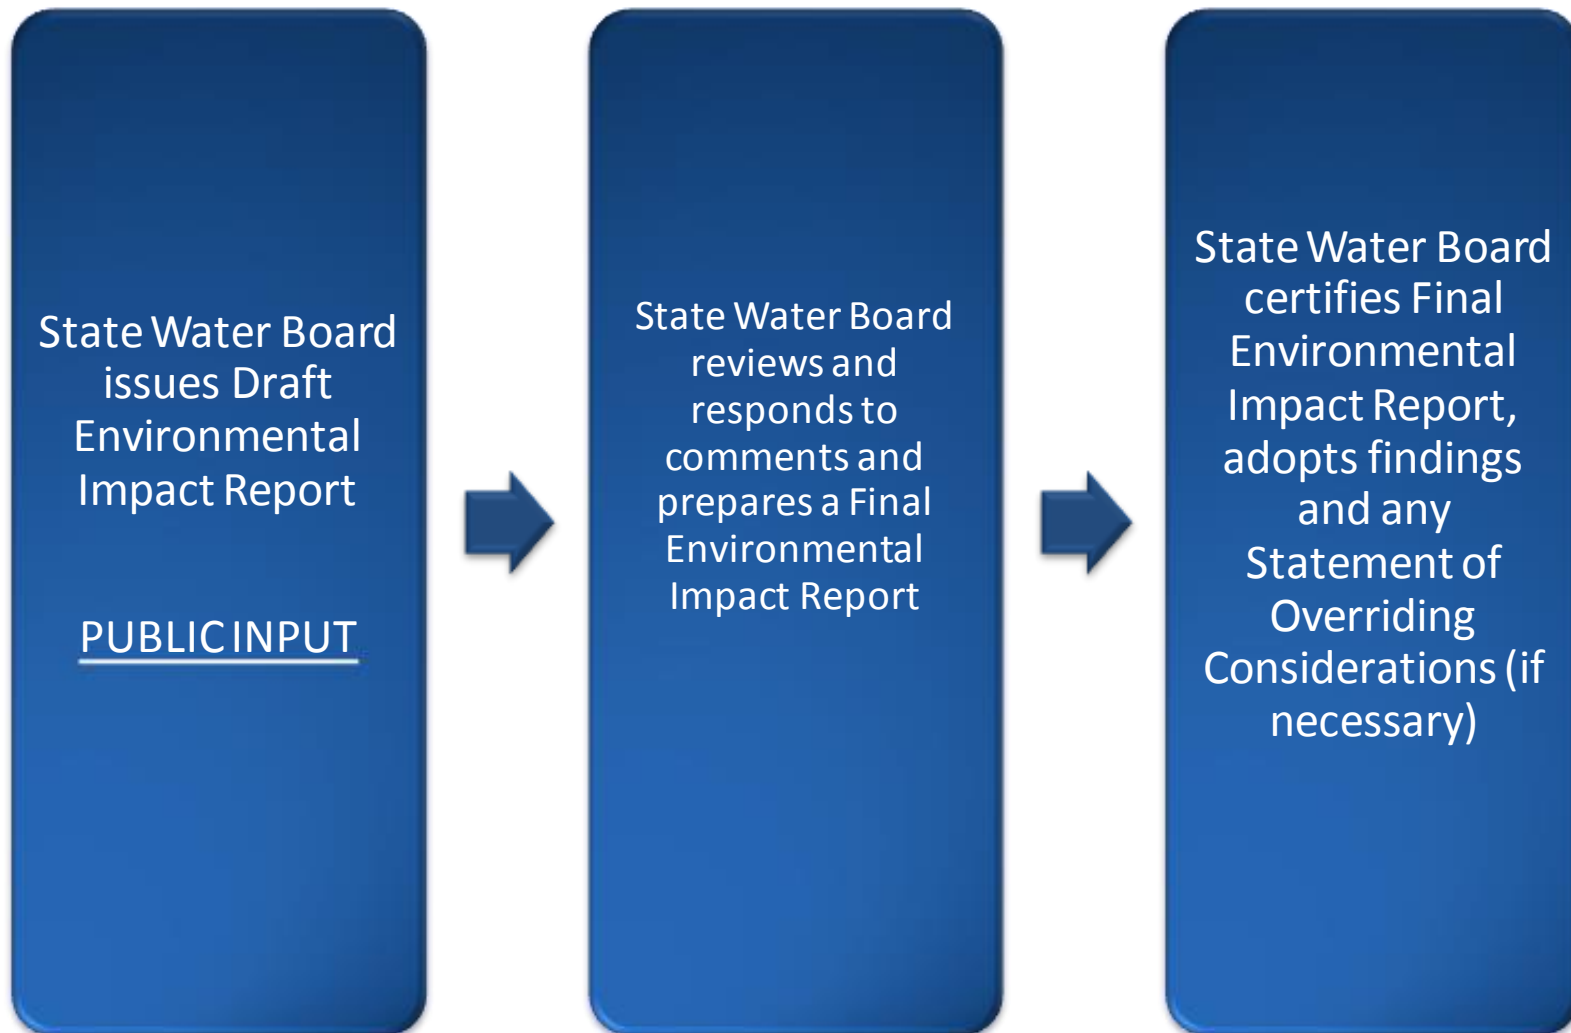 State Water Board
issues Draft
Environmental
Impact Report
PUBLIC INPUT
State Water Board
reviews and
responds to
comments and
prepares a Final
Environmental
Impact Report
State Water Board
certifies Final
Environmental
Impact Report,
adopts findings
and any
Statement of
Overriding
Considerations (if
necessary)